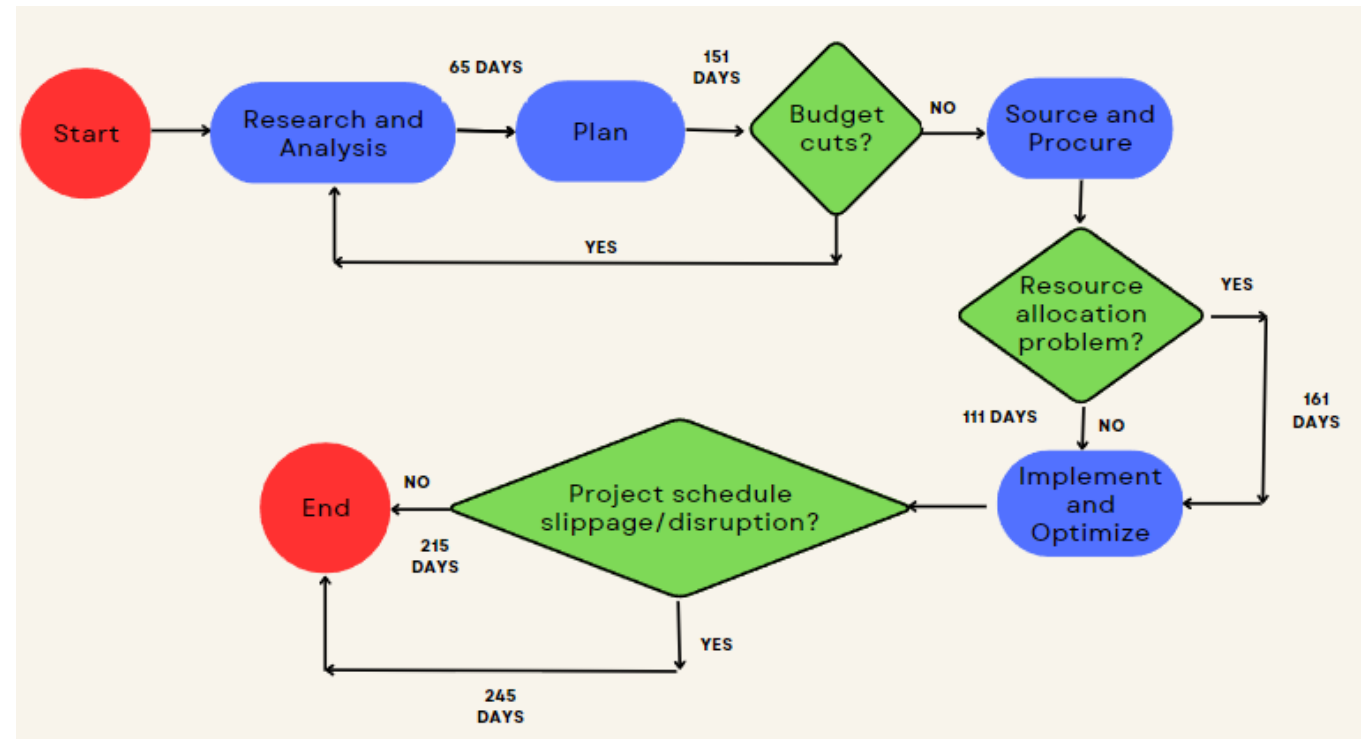 Start
Research and
Analysis
65 DAYS
Plan
151
DAYS
Budget
cuts?
NO
Source and
Procure
YES
Resource
allocation
problem?
YES
161
DAYS
111 DAYS
NO
Implement
and
Optimize
Project schedule
slippage/disruption?
NO
215
DAYS
End
YES
245
DAYS